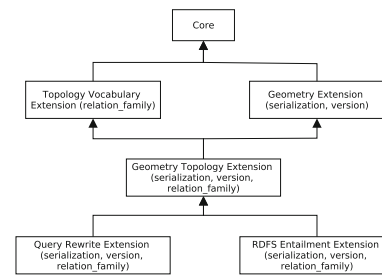 Core
Topology Vocabulary
Extension (relation_family)
Geometry Extension
(serialization, version)
Geometry Topology Extension
(serialization, version,
relation_family)
Query Rewrite Extension
(serialization, version,
relation_family)
RDFS Entailment Extension
(serialization, version,
relation_family)